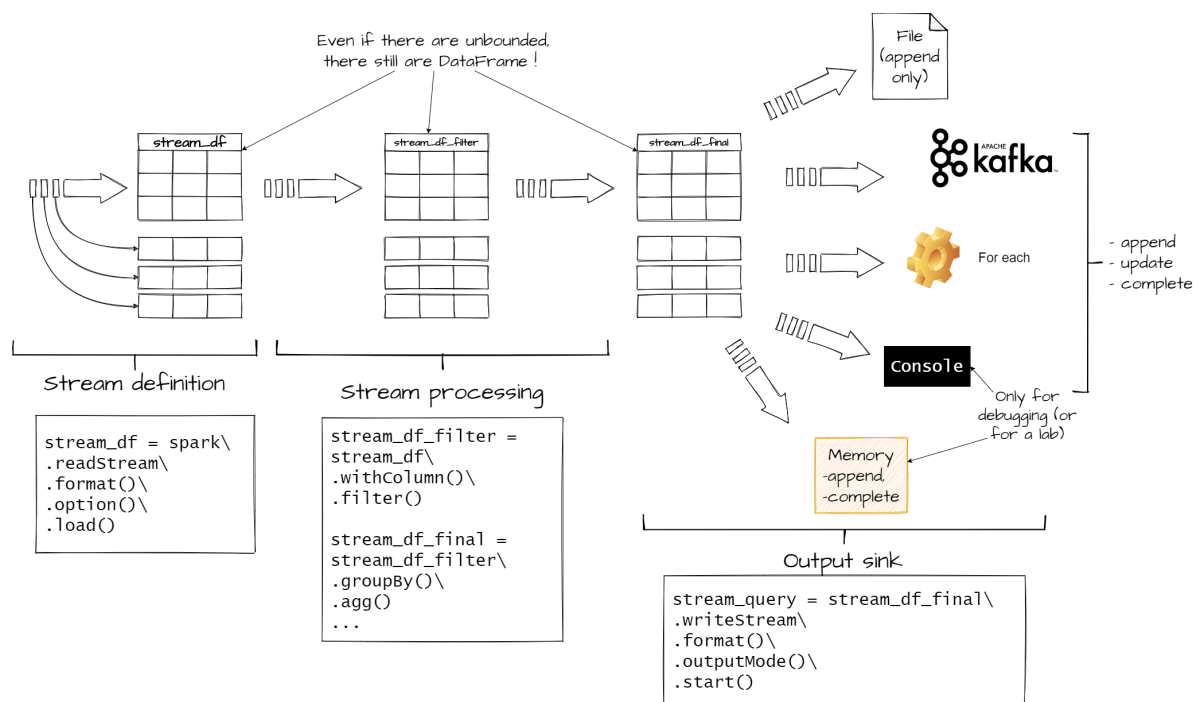 Even if there are unbounded,
there still are DataFrame !
File
(append
only)
stream_df
stream_df_filter
stream_df_final
APACHE
kafka
For each
- append
- update
- complete
Console
Only for
debugging (or
for a lab)
Memory
-append,
-complete
Stream definition
stream_df = spark\
.readStream\
.format()\
.option()\
.load()
Stream processing
stream_df_filter =
stream_df\
.withColumn()\
.filter()
stream_df_final =
stream_df_filter\
.groupBy()\
.agg()
...
Output sink
stream_query = stream_df_final\
.writeStream\
.format()\
.outputMode()\
.start()